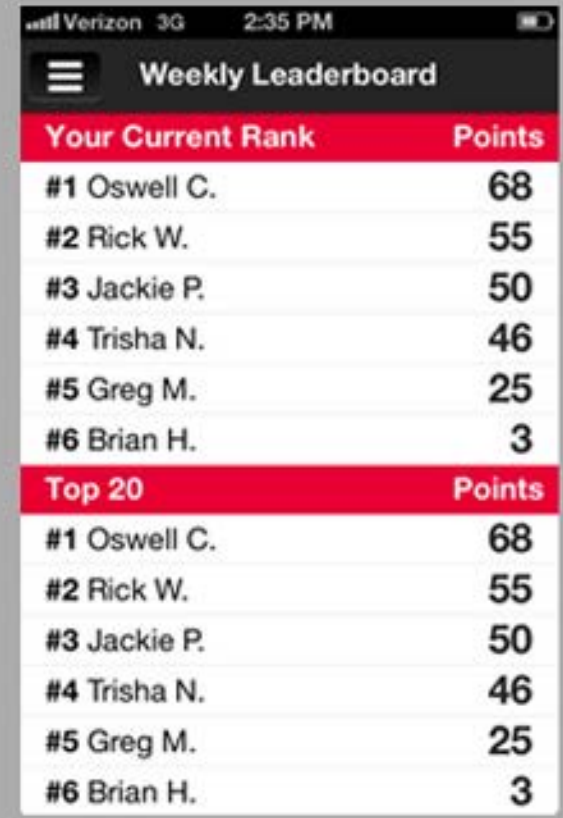 Verizon 3G 2:35 PM
Weekly Leaderboard
Your Current Rank Points
#1 Oswell C. 68
#2 Rick W. 55
#3 Jackie P. 50
#4 Trisha N. 46
#5 Greg M. 25
#6 Brian H. 3
Top 20 Points
#1 Oswell C. 68
#2 Rick W. 55
#3 Jackie P. 50
#4 Trisha N. 46
#5 Greg M. 25
#6 Brian H. 3